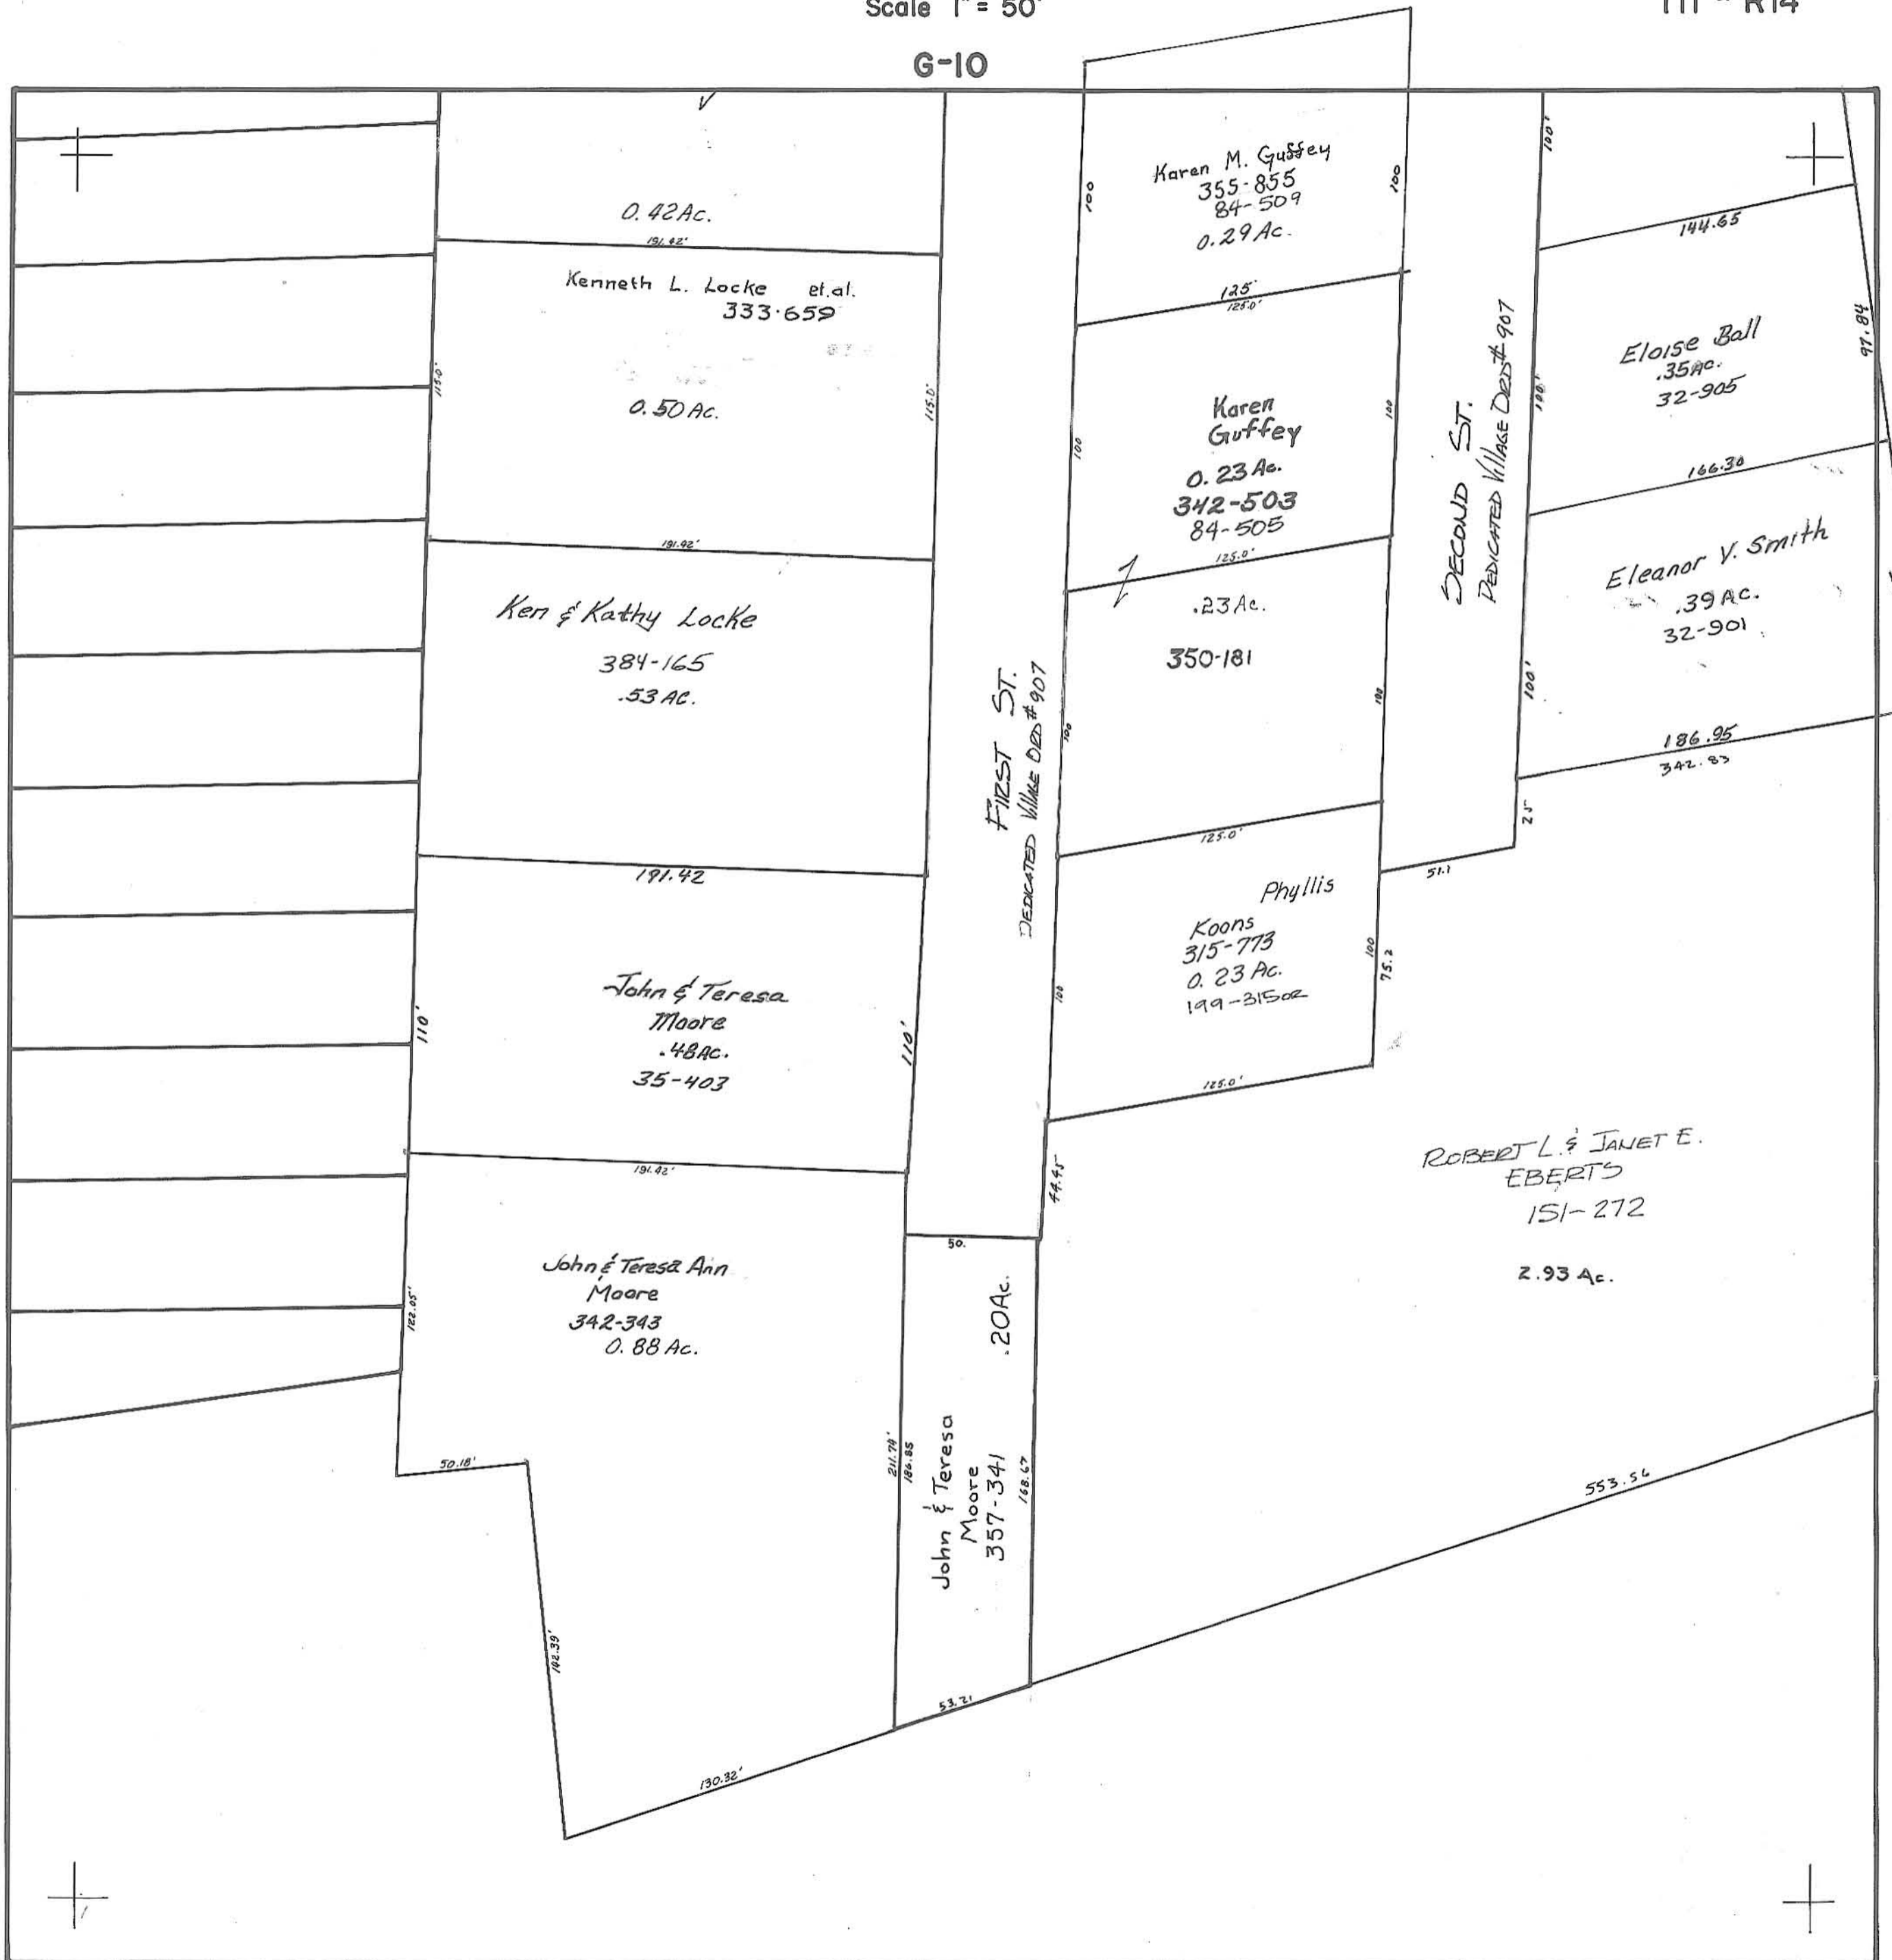 Scale 1" = 50'
T11 - R14
G-10
0.42 Ac.
191.42'
Kenneth L. Locke et.al.
333-659
0.50 Ac.
115.0'
115.0'
191.42'
Ken & Kathy Locke
384-165
.53 AC.
191.42
John & Teresa
Moore
.48 AC.
35-403
110'
110'
191.42'
John & Teresa Ann
Moore
342-343
0.88 Ac.
122.05'
50.18'
142.39'
130.32'
211.74'
186.85
FIRST ST.
DEDICATED Village ORD #907
44.45
50.
.20 Ac.
John & Teresa
Moore
357-341
168.67
53.21
Karen M. Guffey
355-855
84-509
0.29 Ac.
100
100
125'
125.0'
Karen
Guffey
0.23 Ac.
342-503
84-505
100
100
125.0'
.23 Ac.
350-181
100
100
125.0'
Phyllis
Koons
315-773
0.23 Ac.
199-315 OR
100
100
75.2
125.0'
SECOND ST.
DEDICATED Village ORD #907
51.1
25
100'
144.65
Eloise Ball
.35 AC.
32-905
100'
97.84
166.30
Eleanor V. Smith
.39 AC.
32-901
100'
186.95
342.83
ROBERT L. & JANET E.
EBERTS
151-272
2.93 Ac.
553.56